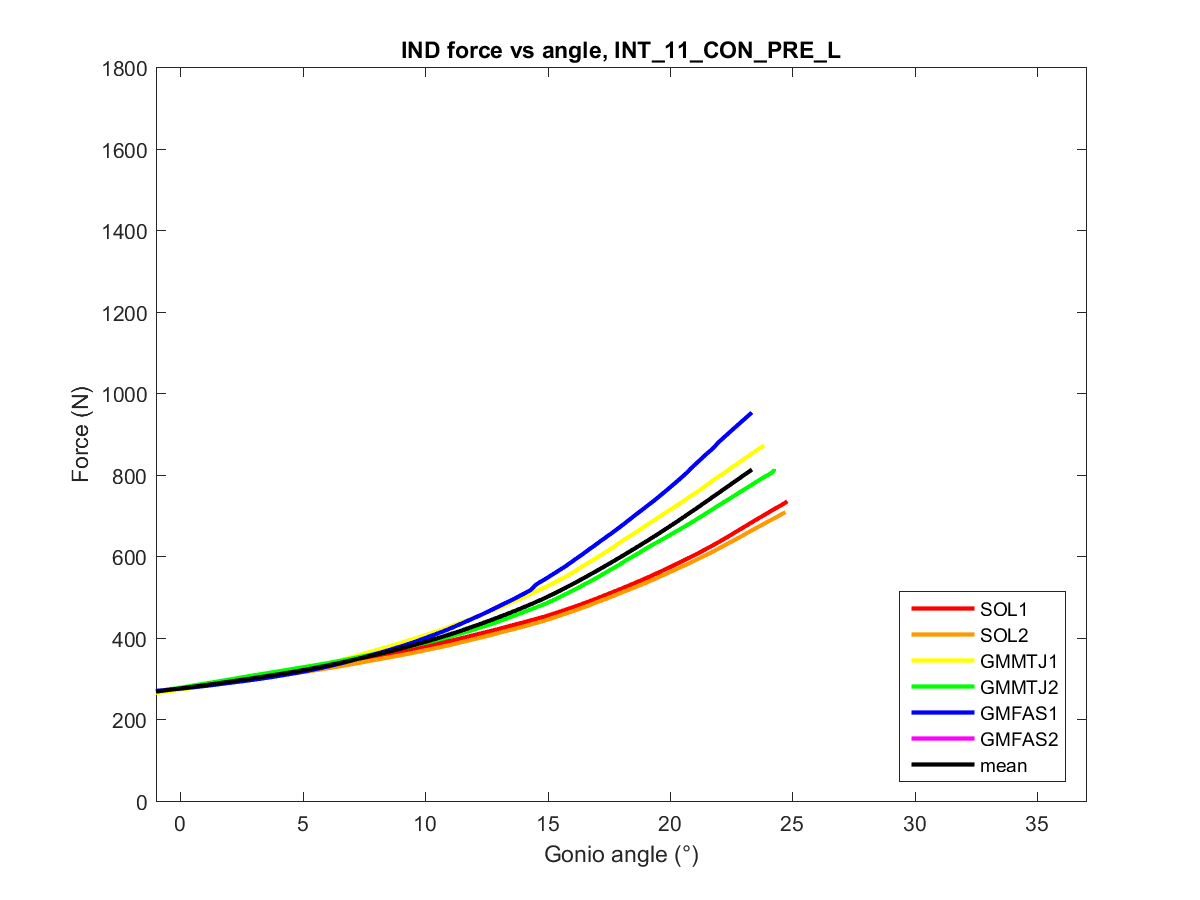 IND force vs angle, INT_11_CON_PRE_L
1800
1600
1400
1200
1000
800
600
400
200
0
Force (N)
0 5 10 15 20 25 30 35
Gonio angle (°)
SOL1
SOL2
GMMTJ1
GMMTJ2
GMFAS1
GMFAS2
mean